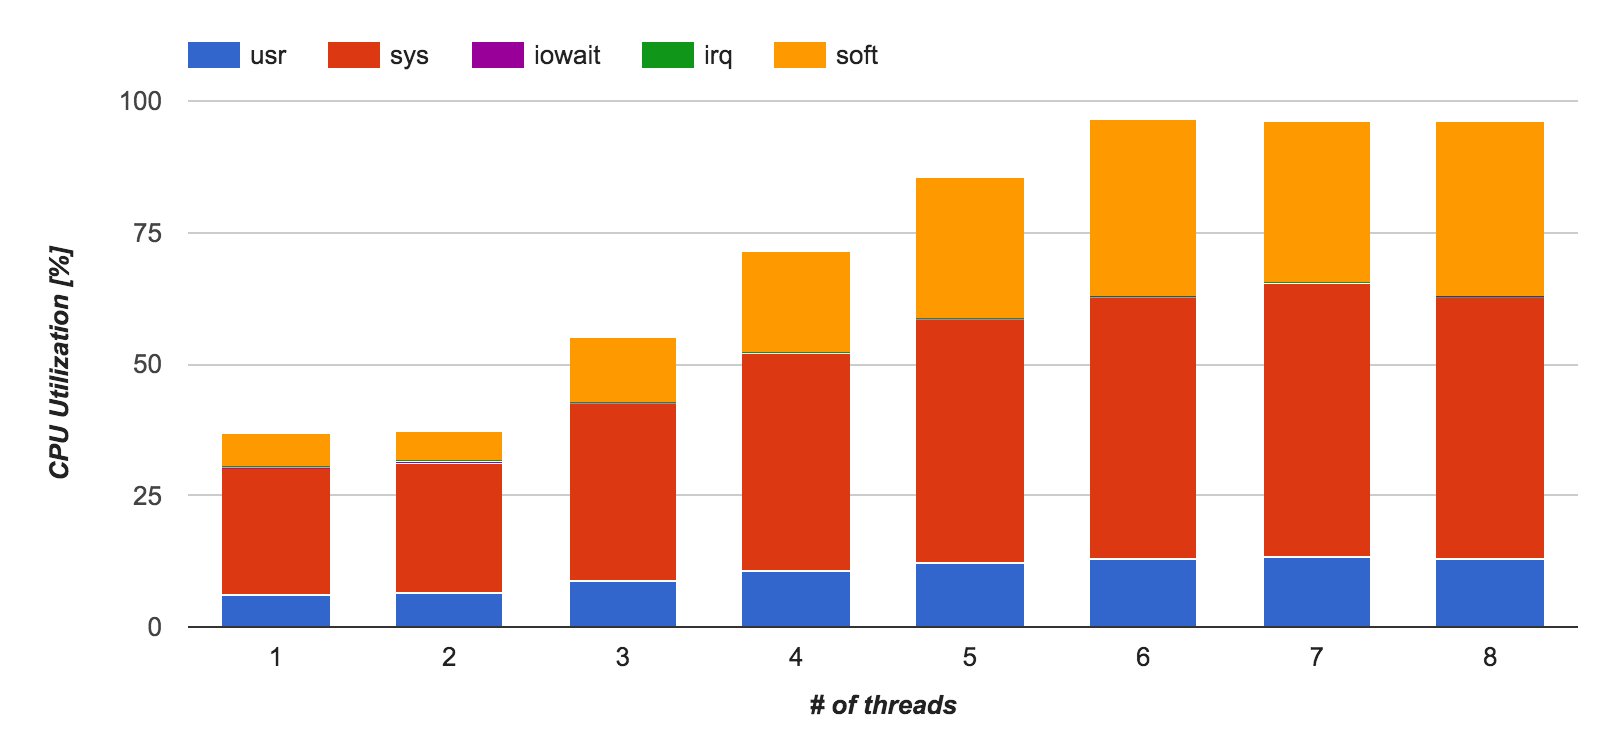 usr sys iowait irq soft
100
75
50
25
0
CPU Utilization [%]
1 2 3 4 5 6 7 8
# of threads